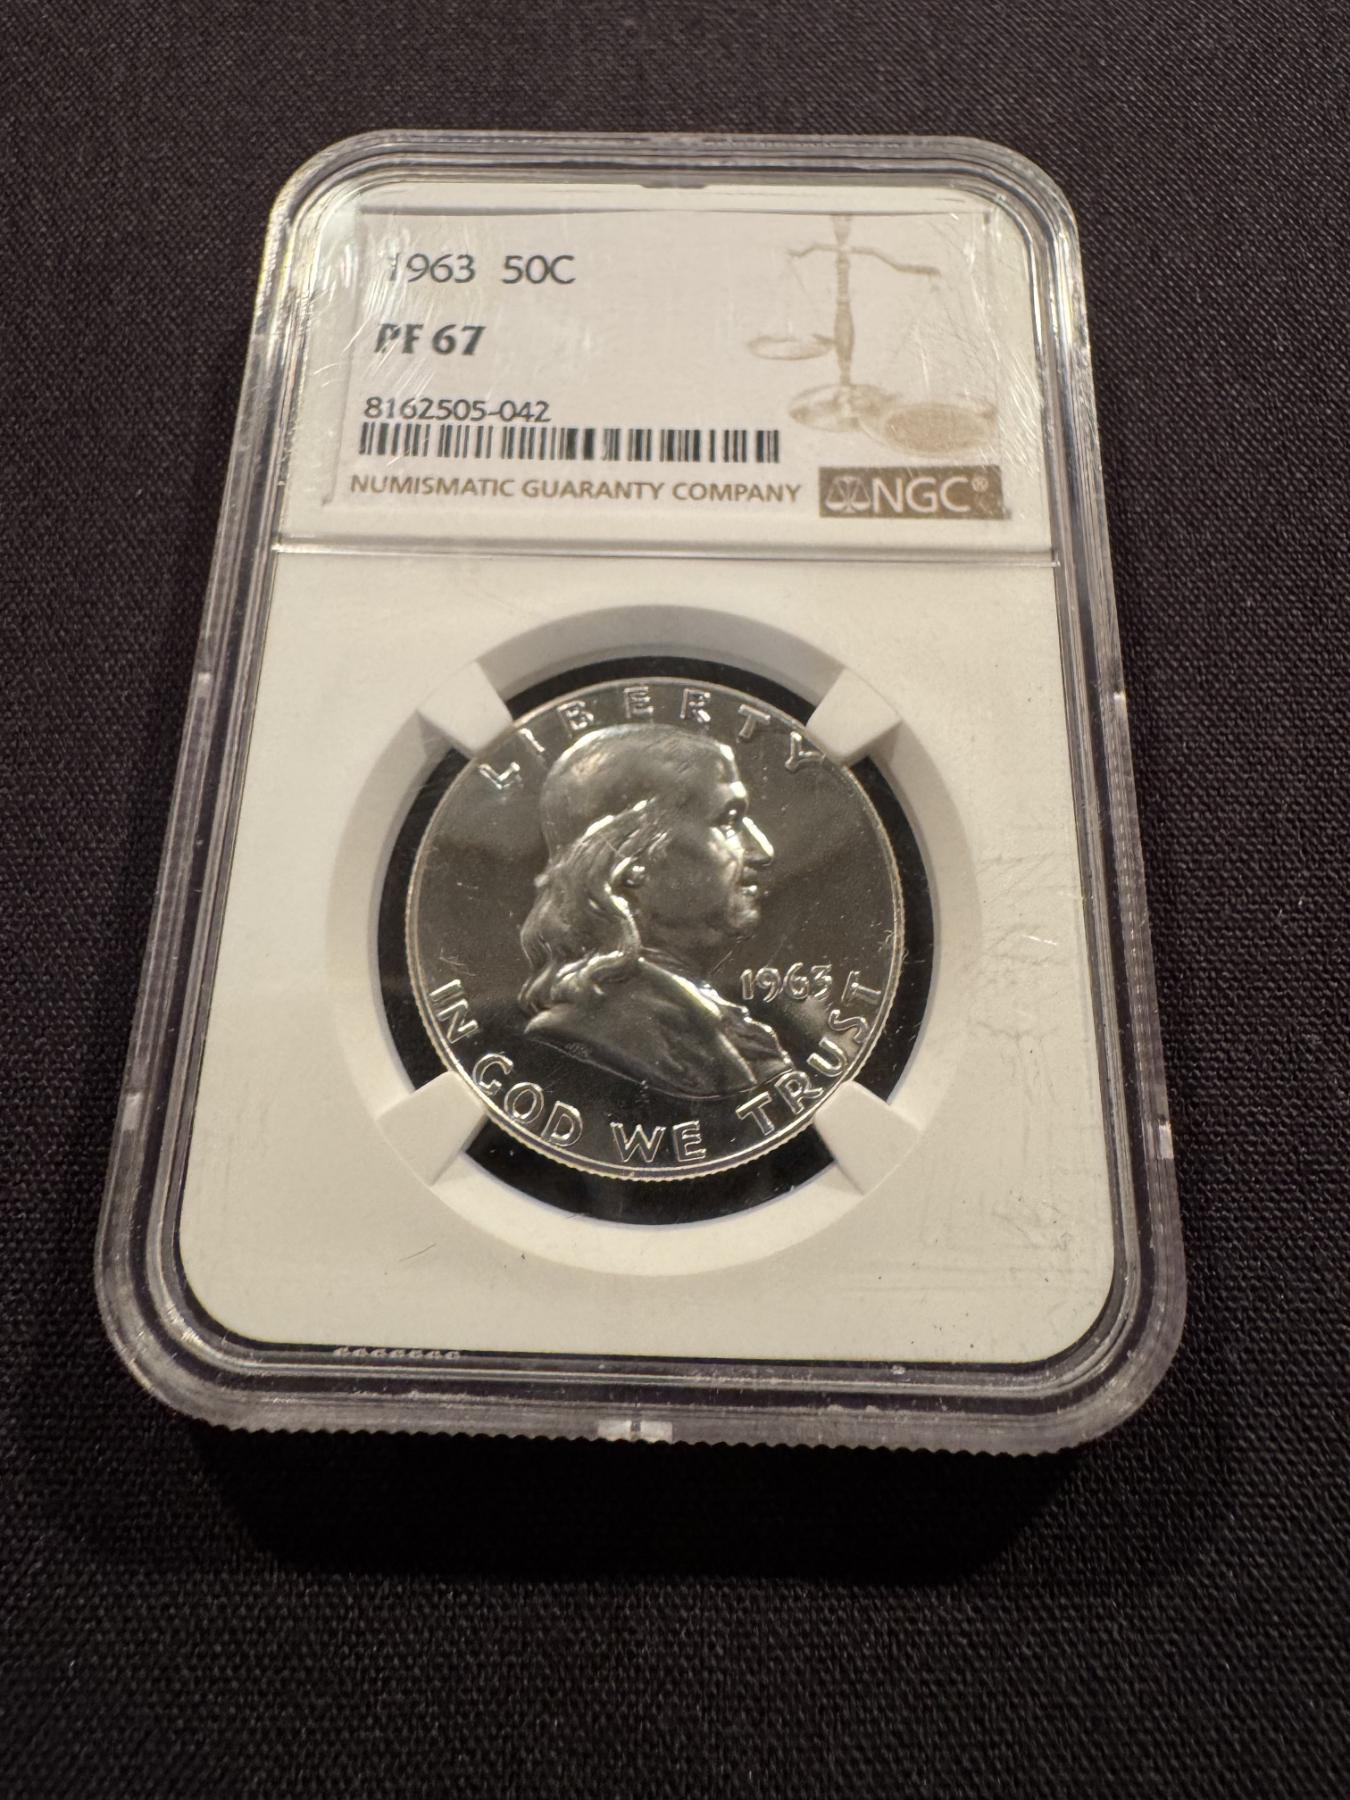 1963 50C
PF 67
8162505-042
NUMISMATIC GUARANTY COMPANY NGC®
LIBERTY
1963
IN GOD WE TRUST